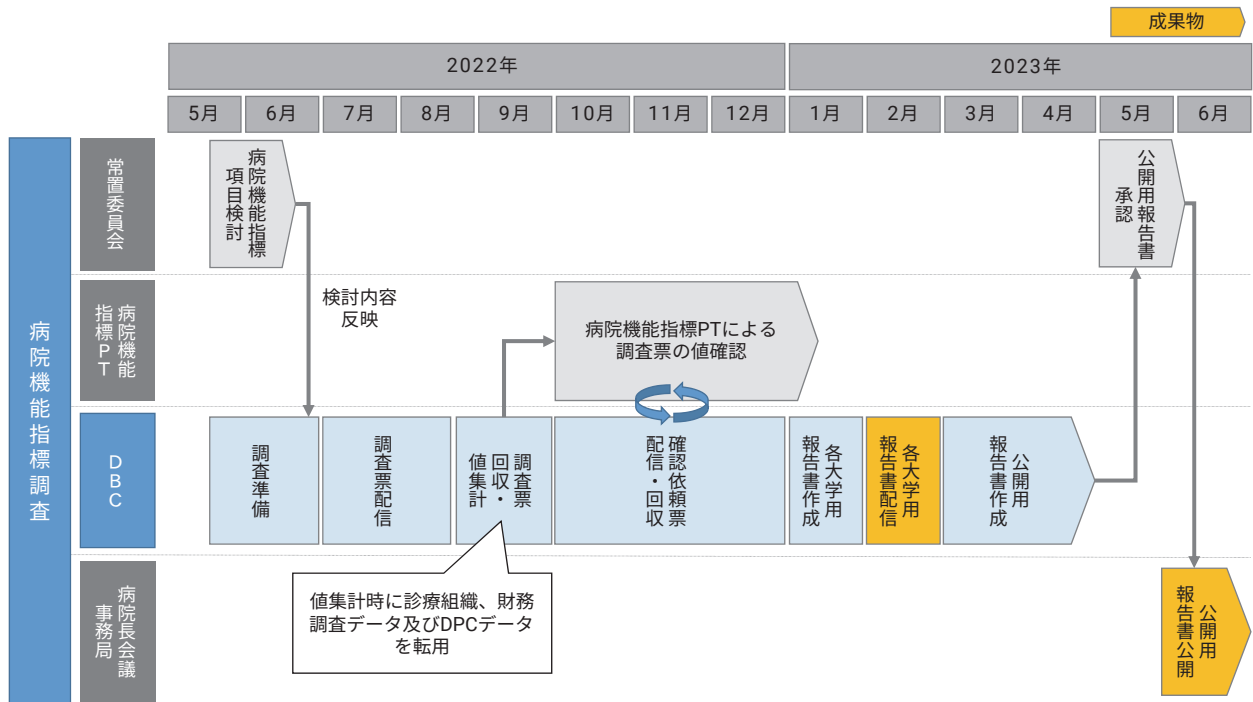 成果物
2022年
2023年
5月
6月
7月
8月
9月
10月
11月
12月
1月
2月
3月
4月
5月
6月
病院機能指標調査
常置委員会
病院機能指標
項目検討
公開用報告書
承認
検討内容
反映
病院機能
指標PT
病院機能指標PTによる
調査票の値確認
DBC
調査準備
調査票配信
調査票
回収・
値集計
確認依頼票
配信・回収
各大学用
報告書作成
各大学用
報告書配信
公開用
報告書作成
値集計時に診療組織、財務
調査データ及びDPCデータ
を転用
病院長会議
事務局
公開用
報告書公開